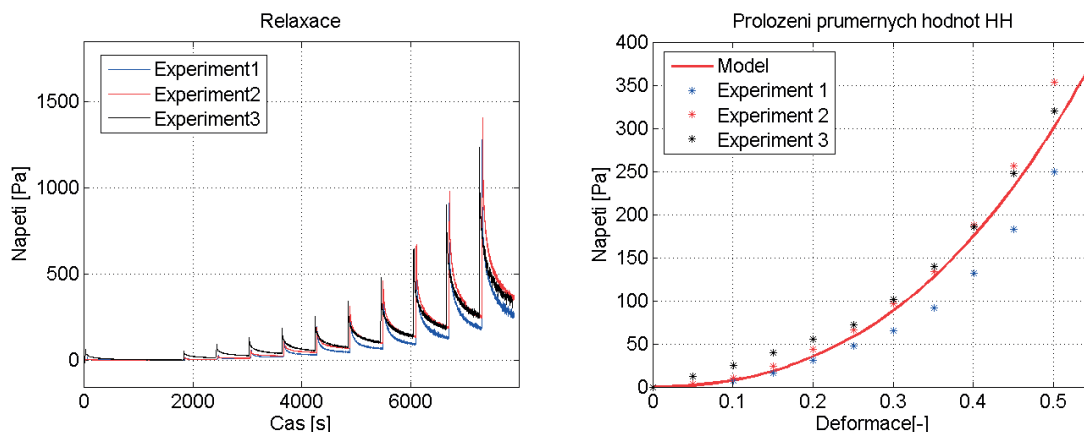 Relaxace
Experiment1
Experiment2
Experiment3
1500
1000
500
0
Napeti [Pa]
0
2000
4000
6000
Cas [s]
Prolozeni prumernych hodnot HH
Model
Experiment 1
Experiment 2
Experiment 3
400
350
300
250
200
150
100
50
0
Napeti [Pa]
0
0.1
0.2
0.3
0.4
0.5
Deformace[-]